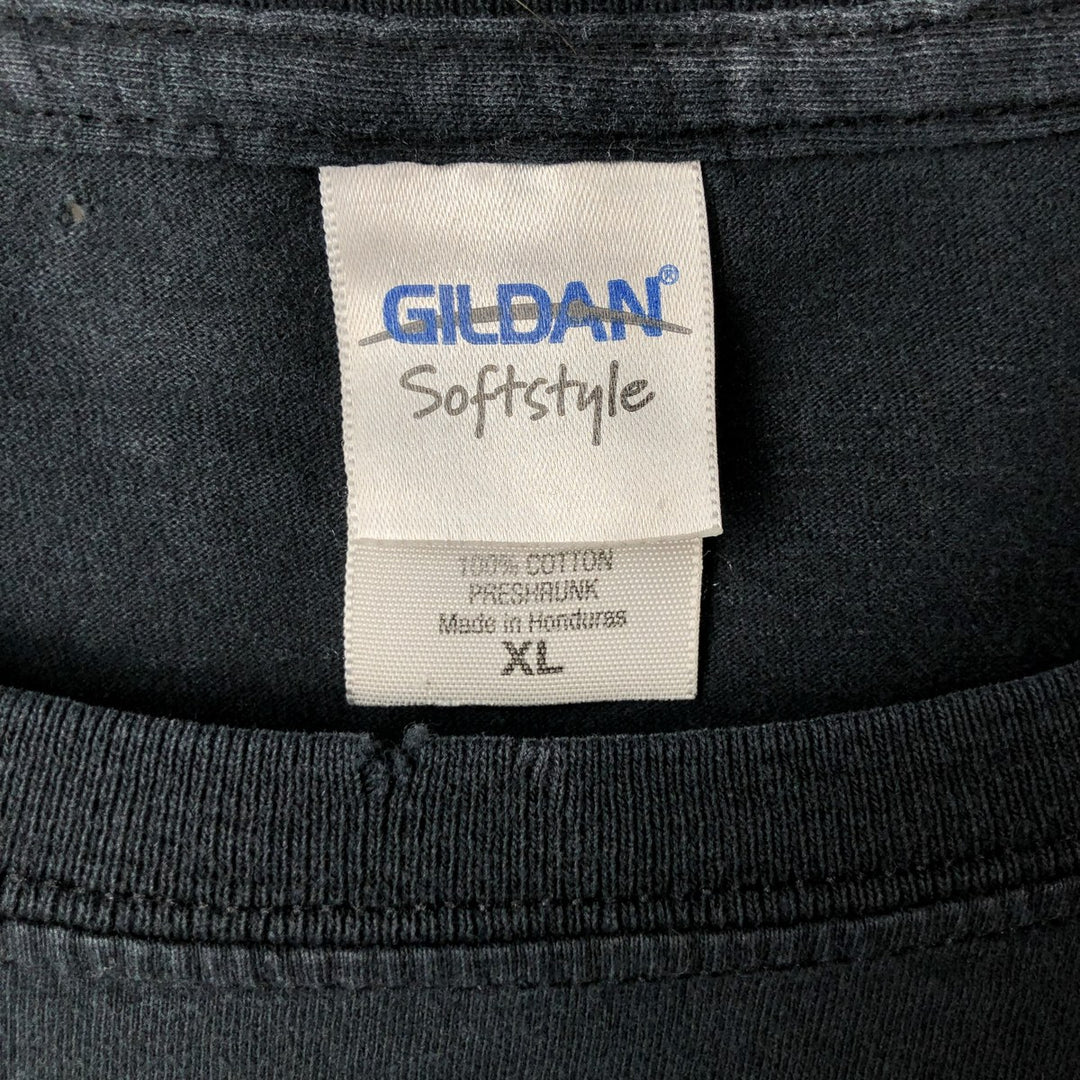 GILDAN®
Softstyle
100% COTTON
PRESHRUNK
Made in Honduras
XL